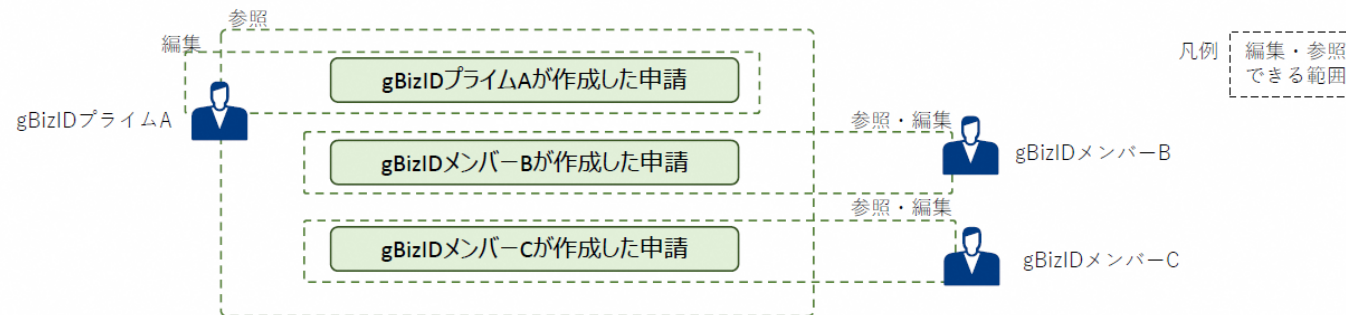 参照
編集
凡例
編集・参照
できる範囲
gBizIDプライムAが作成した申請
gBizIDプライムA
参照・編集
gBizIDメンバーBが作成した申請
gBizIDメンバーB
参照・編集
gBizIDメンバーCが作成した申請
gBizIDメンバーC